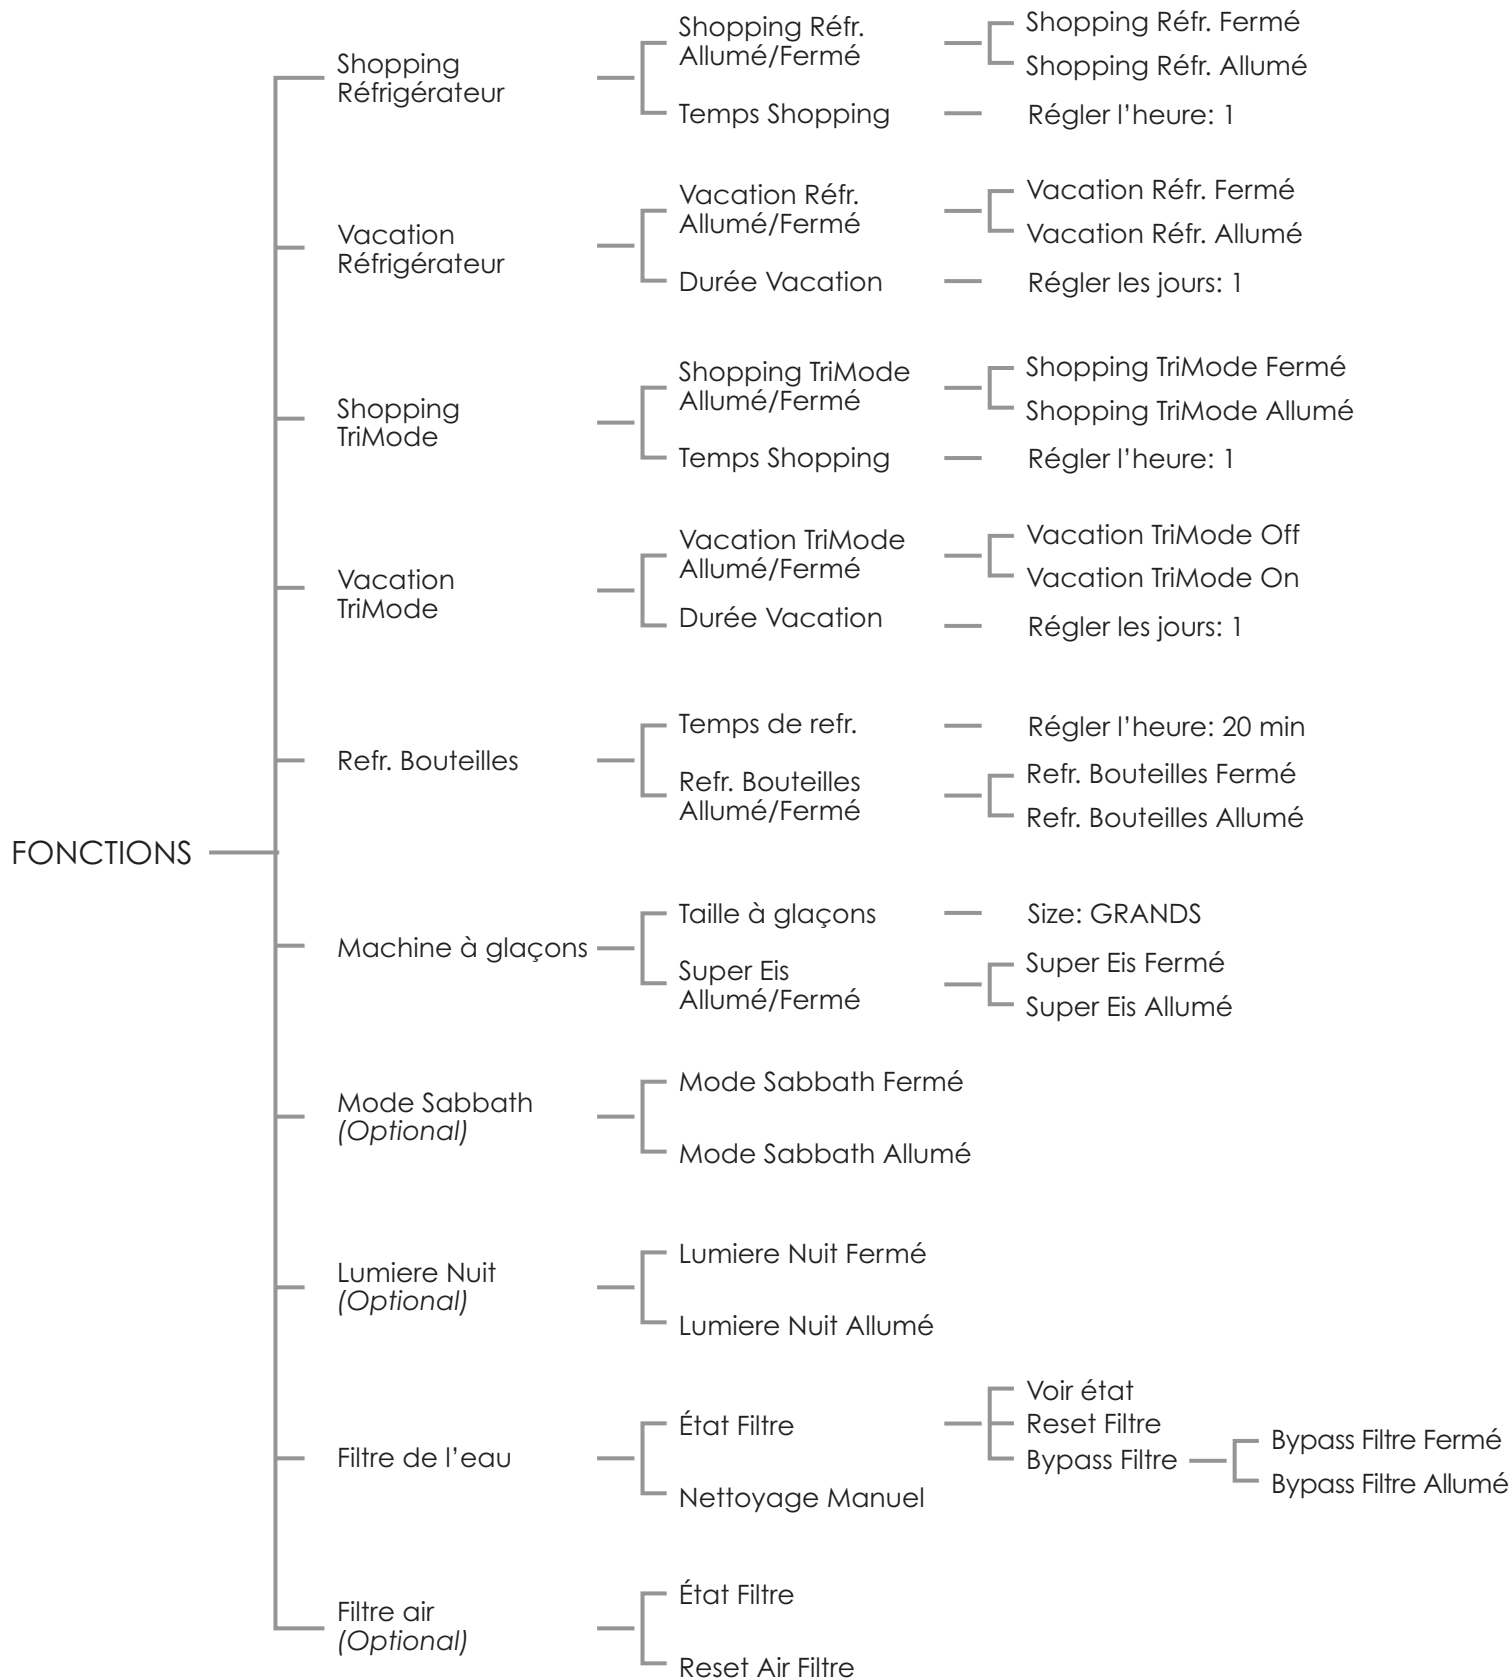 FONCTIONS
Shopping
Réfrigérateur
Shopping Réfr.
Allumé/Fermé
Shopping Réfr. Fermé
Shopping Réfr. Allumé
Temps Shopping
Régler l'heure: 1
Vacation
Réfrigérateur
Vacation Réfr.
Allumé/Fermé
Vacation Réfr. Fermé
Vacation Réfr. Allumé
Durée Vacation
Régler les jours: 1
Shopping
TriMode
Shopping TriMode
Allumé/Fermé
Shopping TriMode Fermé
Shopping TriMode Allumé
Temps Shopping
Régler l'heure: 1
Vacation
TriMode
Vacation TriMode
Allumé/Fermé
Vacation TriMode Off
Vacation TriMode On
Durée Vacation
Régler les jours: 1
Refr. Bouteilles
Temps de refr.
Régler l'heure: 20 min
Refr. Bouteilles
Allumé/Fermé
Refr. Bouteilles Fermé
Refr. Bouteilles Allumé
Machine à glaçons
Taille à glaçons
Size: GRANDS
Super Eis
Allumé/Fermé
Super Eis Fermé
Super Eis Allumé
Mode Sabbath
(Optional)
Mode Sabbath Fermé
Mode Sabbath Allumé
Lumiere Nuit
(Optional)
Lumiere Nuit Fermé
Lumiere Nuit Allumé
Filtre de l'eau
État Filtre
Voir état
Reset Filtre
Bypass Filtre
Bypass Filtre Fermé
Bypass Filtre Allumé
Nettoyage Manuel
Filtre air
(Optional)
État Filtre
Reset Air Filtre